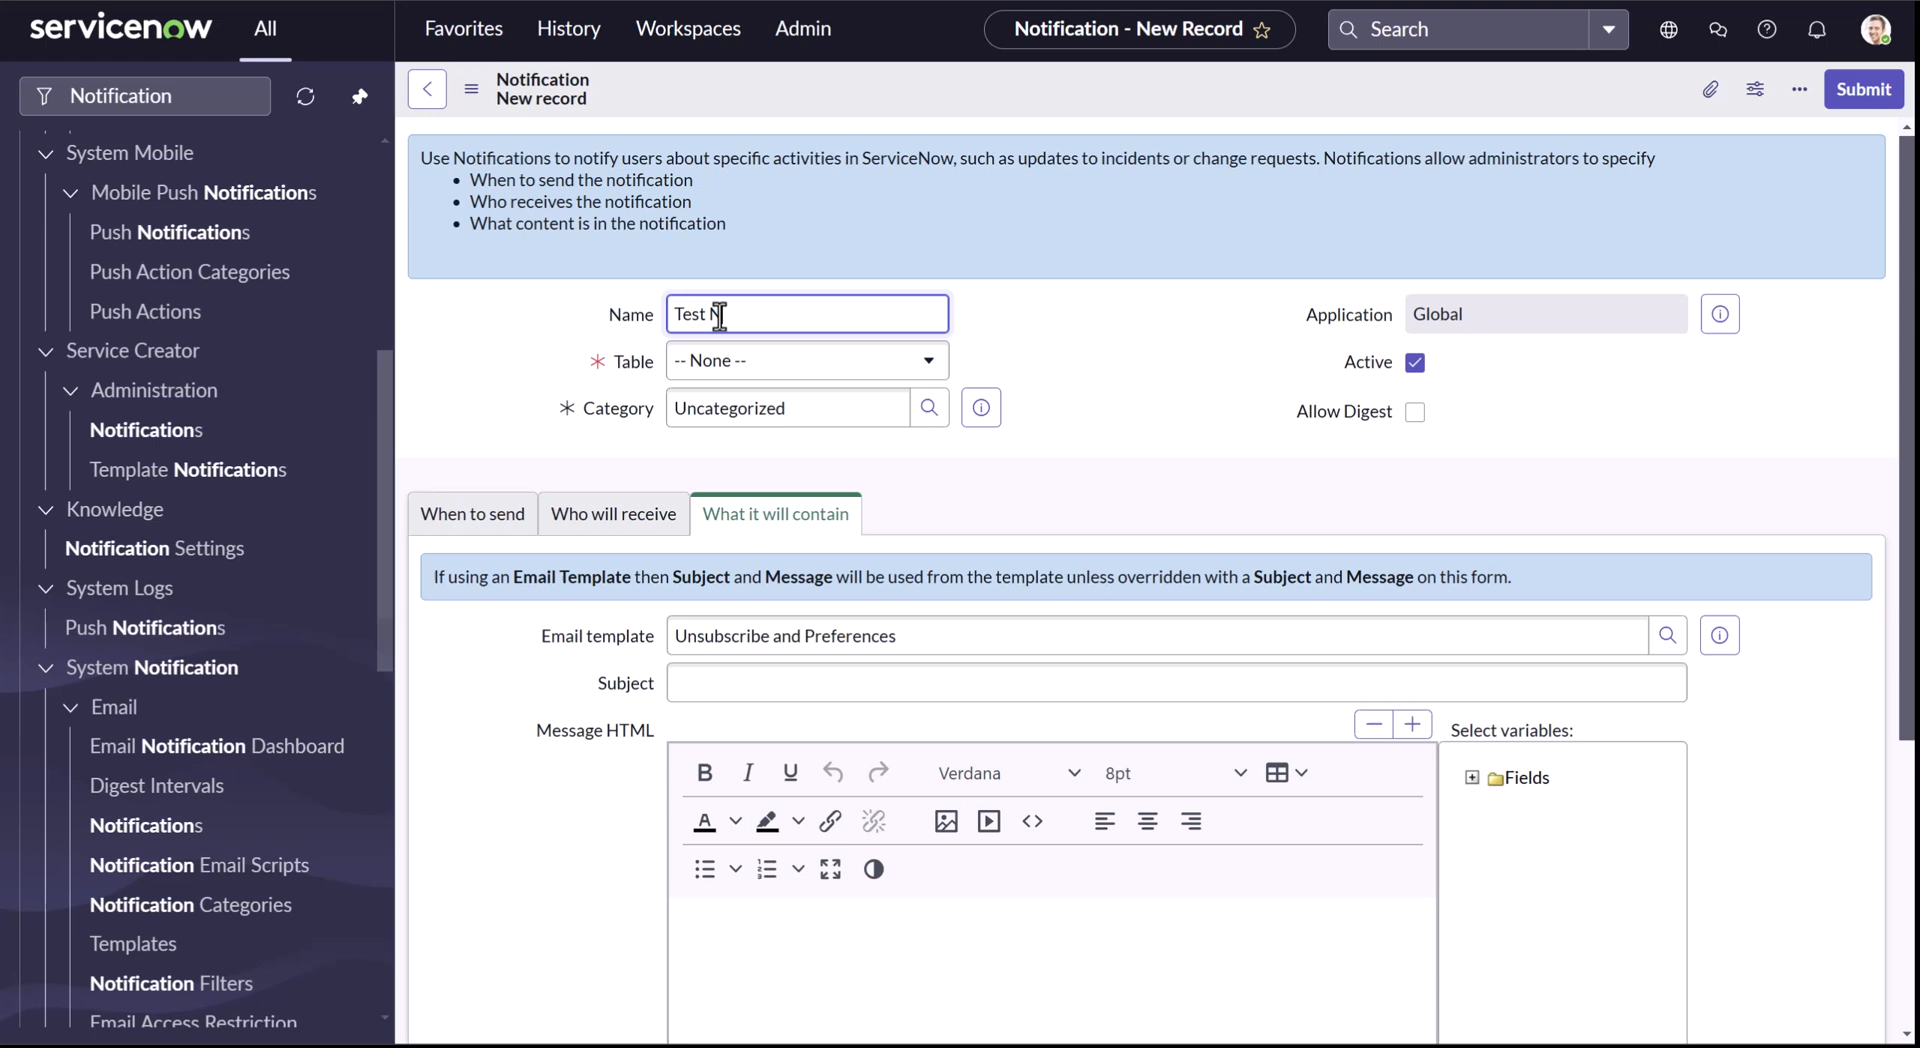 servicenow
All
Favorites
History
Workspaces
Admin
Notification - New Record
Search
Notification
System Mobile
Mobile Push Notifications
Push Notifications
Push Action Categories
Push Actions
Service Creator
Administration
Notifications
Template Notifications
Knowledge
Notification Settings
System Logs
Push Notifications
System Notification
Email
Email Notification Dashboard
Digest Intervals
Notifications
Notification Email Scripts
Notification Categories
Templates
Notification Filters
Email Access Restriction
Notification
New record
Submit
Use Notifications to notify users about specific activities in ServiceNow, such as updates to incidents or change requests. Notifications allow administrators to specify
• When to send the notification
• Who receives the notification
• What content is in the notification
Name
Test N
Table
-- None --
Category
Uncategorized
Application
Global
Active
Allow Digest
When to send
Who will receive
What it will contain
If using an Email Template then Subject and Message will be used from the template unless overridden with a Subject and Message on this form.
Email template
Unsubscribe and Preferences
Subject
Message HTML
Select variables:
B I U
Verdana
8pt
A
Fields